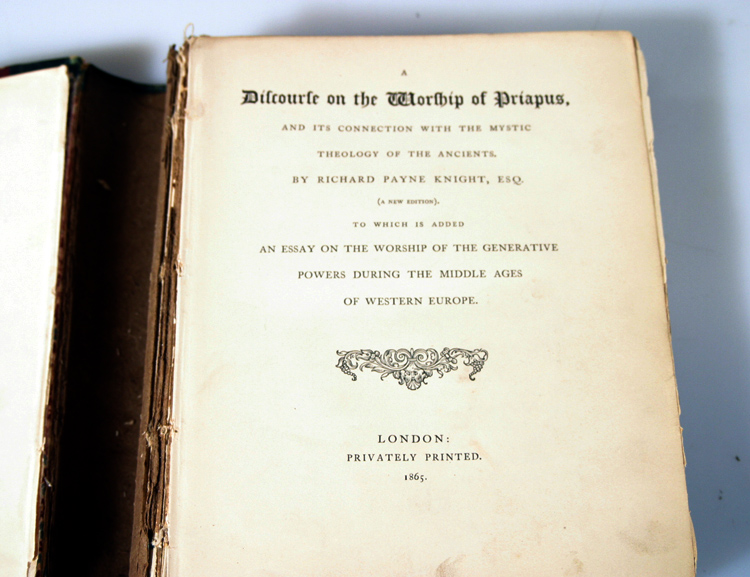 A
Diſcourſe on the Worſhip of Priapus,
AND ITS CONNECTION WITH THE MYSTIC
THEOLOGY OF THE ANCIENTS.
BY RICHARD PAYNE KNIGHT, ESQ.
(A NEW EDITION).
TO WHICH IS ADDED
AN ESSAY ON THE WORSHIP OF THE GENERATIVE
POWERS DURING THE MIDDLE AGES
OF WESTERN EUROPE.
LONDON:
PRIVATELY PRINTED.
1865.